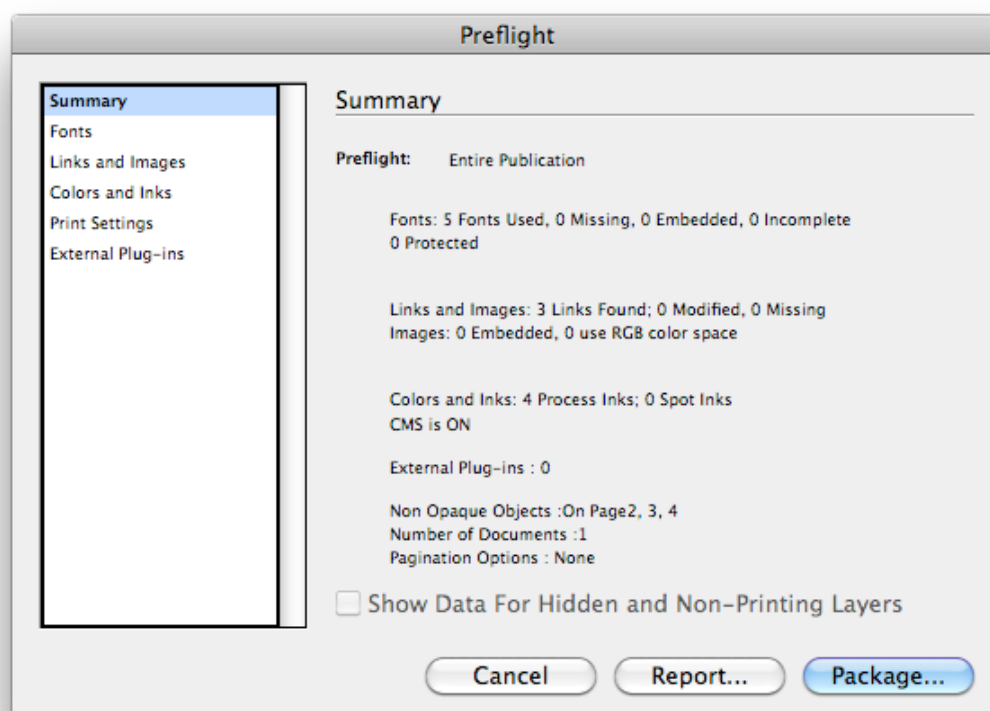 Preflight
Summary
Fonts
Links and Images
Colors and Inks
Print Settings
External Plug-ins
Summary
Preflight: Entire Publication
Fonts: 5 Fonts Used, 0 Missing, 0 Embedded, 0 Incomplete
0 Protected
Links and Images: 3 Links Found; 0 Modified, 0 Missing
Images: 0 Embedded, 0 use RGB color space
Colors and Inks: 4 Process Inks; 0 Spot Inks
CMS is ON
External Plug-ins : 0
Non Opaque Objects :On Page2, 3, 4
Number of Documents :1
Pagination Options : None
Show Data For Hidden and Non-Printing Layers
Cancel Report... Package...